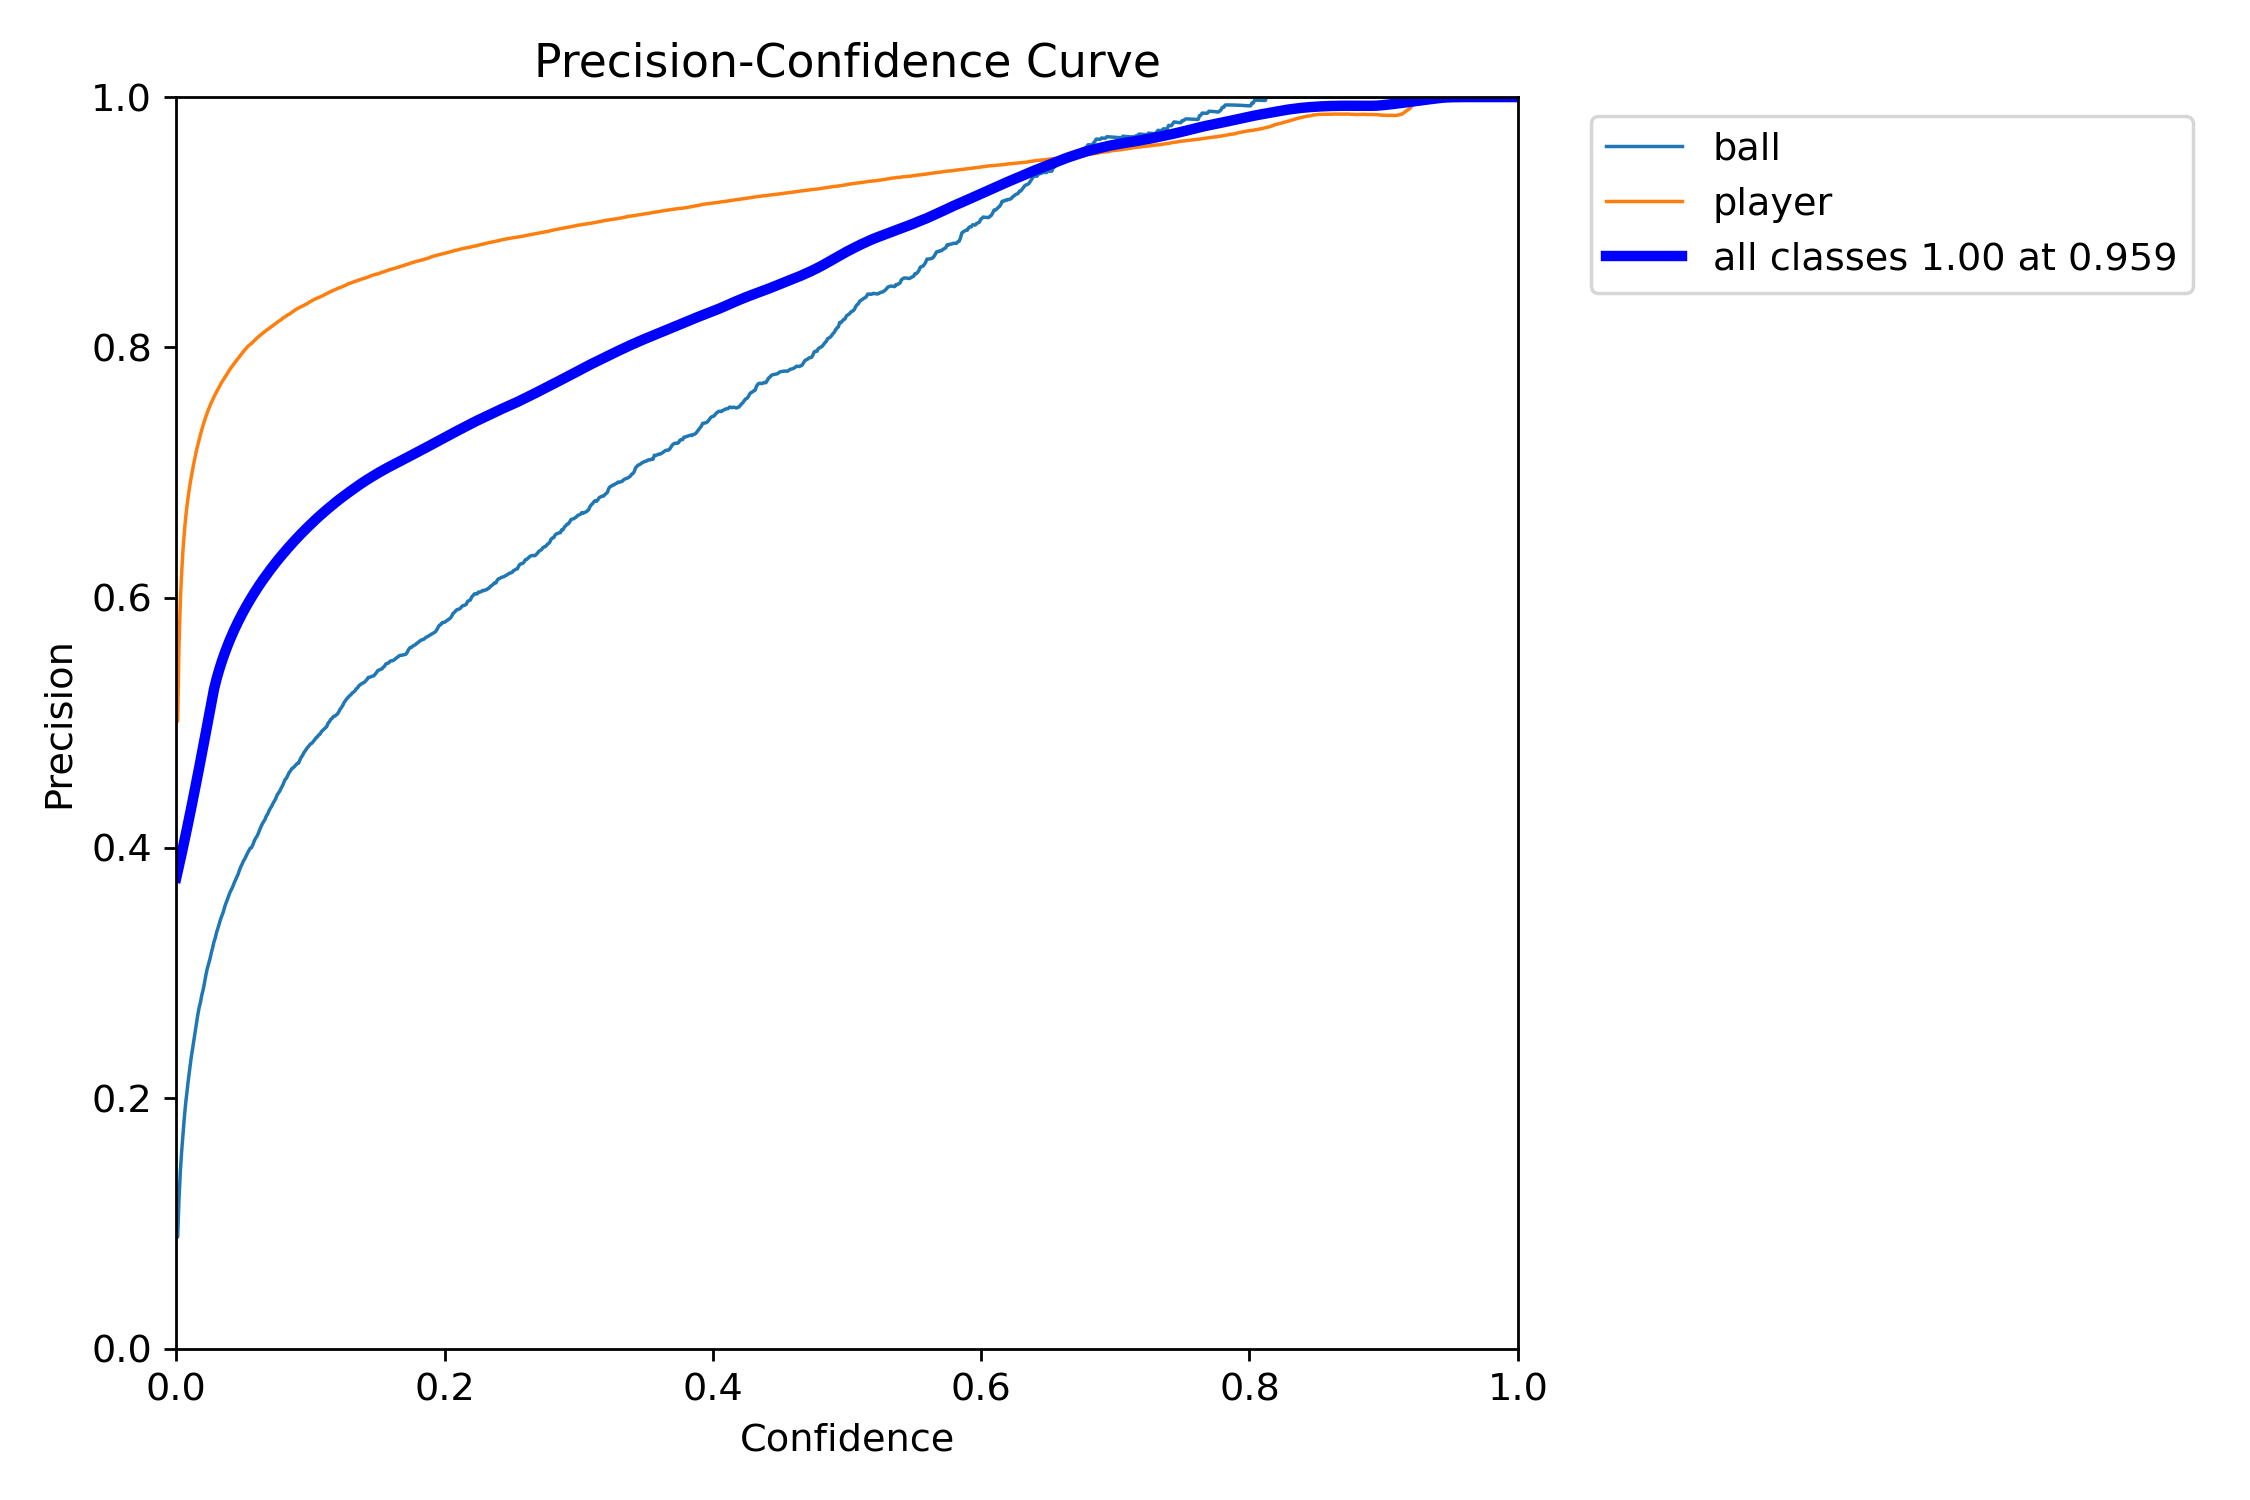 Precision-Confidence Curve
1.0
0.8
0.6
0.4
0.2
0.0
Precision
0.0 0.2 0.4 0.6 0.8 1.0
Confidence
ball
player
all classes 1.00 at 0.959